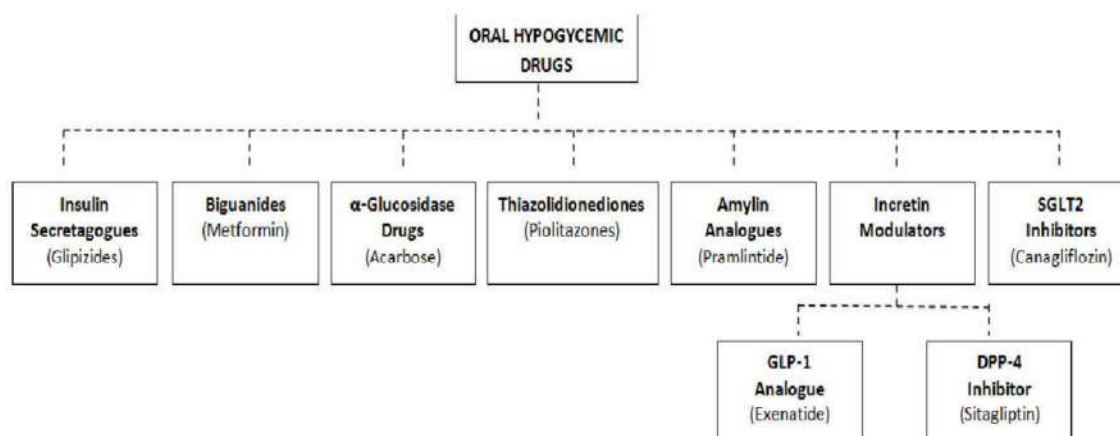 ORAL HYPOGYCEMIC
DRUGS
Insulin
Secretagogues
(Glipizides)
Biguanides
(Metformin)
α-Glucosidase
Drugs
(Acarbose)
Thiazolidionediones
(Piolitazones)
Amylin
Analogues
(Pramlintide)
Incretin
Modulators
SGLT2
Inhibitors
(Canagliflozin)
GLP-1
Analogue
(Exenatide)
DPP-4
Inhibitor
(Sitagliptin)